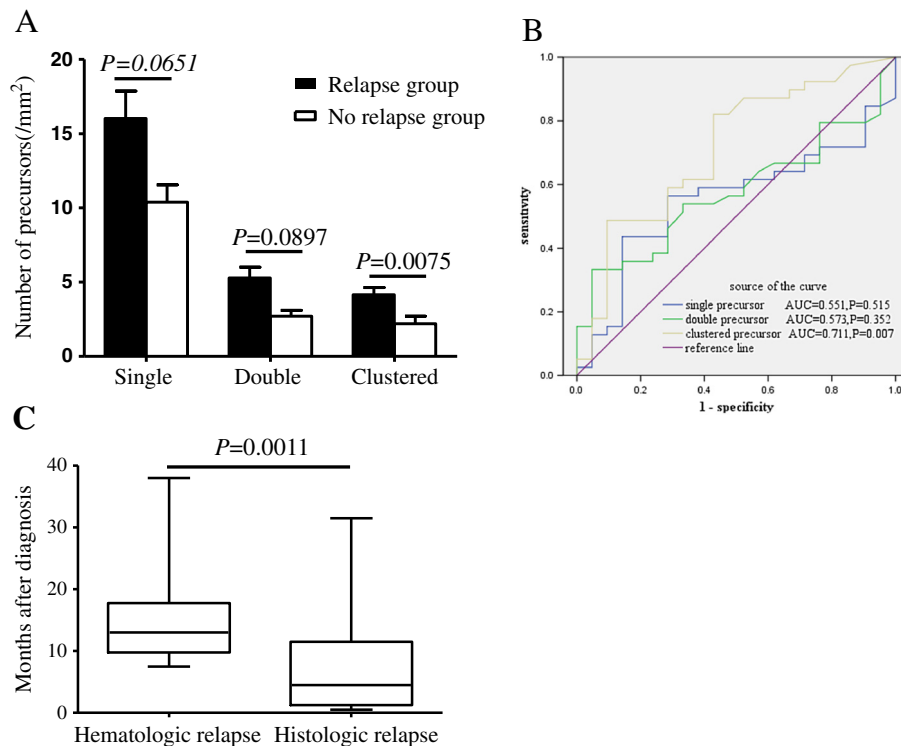 A
P=0.0651
20
15
10
5
0
Number of precursors(/mm²)
Relapse group
No relapse group
P=0.0897
P=0.0075
Single Double Clustered
B
1.0
0.8
0.6
0.4
0.2
0.0
sensitivity
source of the curve
single precursor AUC=0.551,P=0.515
double precursor AUC=0.573,P=0.352
clustered precursor AUC=0.711,P=0.007
reference line
0.0 0.2 0.4 0.6 0.8 1.0
1 - specificity
C
P=0.0011
40
30
20
10
0
Months after diagnosis
Hematologic relapse Histologic relapse